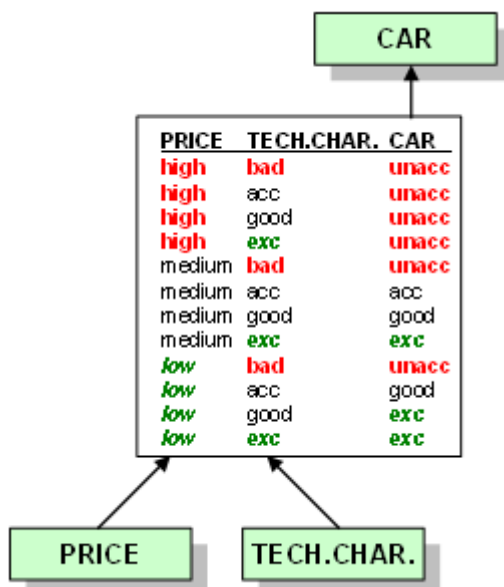 CAR
PRICE TECH.CHAR. CAR
high bad unacc
high acc unacc
high good unacc
high exc unacc
medium bad unacc
medium acc acc
medium good good
medium exc exc
low bad unacc
low acc good
low good exc
low exc exc
PRICE TECH.CHAR.